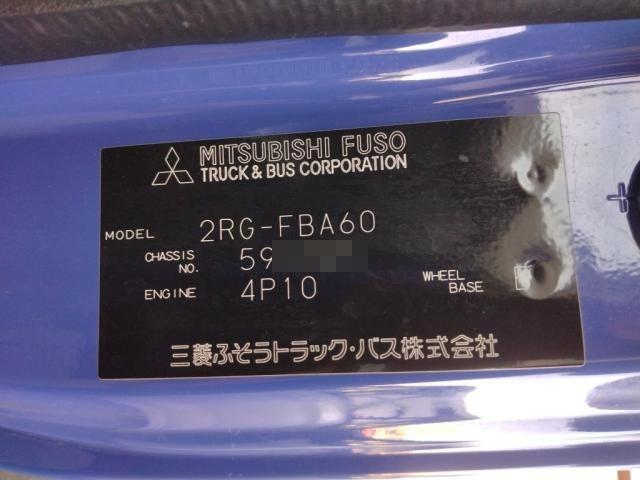 MITSUBISHI FUSO
TRUCK & BUS CORPORATION
MODEL 2RG-FBA60
CHASSIS NO. 59
ENGINE 4P10
WHEEL BASE
三菱ふそうトラック・バス株式会社